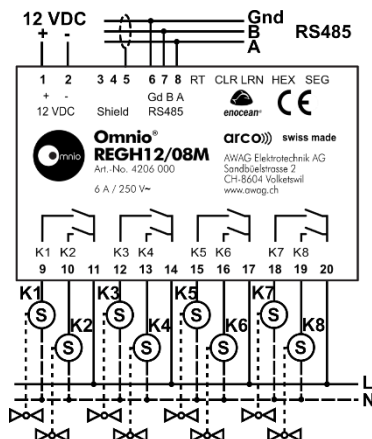 12 VDC Gnd
+ - B RS485
A
1 2 3 4 5 6 7 8 RT CLR LRN HEX SEG
+ - Gd B A
12 VDC Shield RS485 enocean® CE
Omnio Omnio® arco))) swiss made
REGH12/08M AWAG Elektrotechnik AG
Art.-No. 4206 000 Sandbüelstrasse 2
CH-8604 Volketswil
6 A / 250 V~ www.awag.ch
K1 K2 K3 K4 K5 K6 K7 K8
9 10 11 12 13 14 15 16 17 18 19 20
K1 K3 K5 K7
S S S S
K2 K4 K6 K8
S S S S
L
N